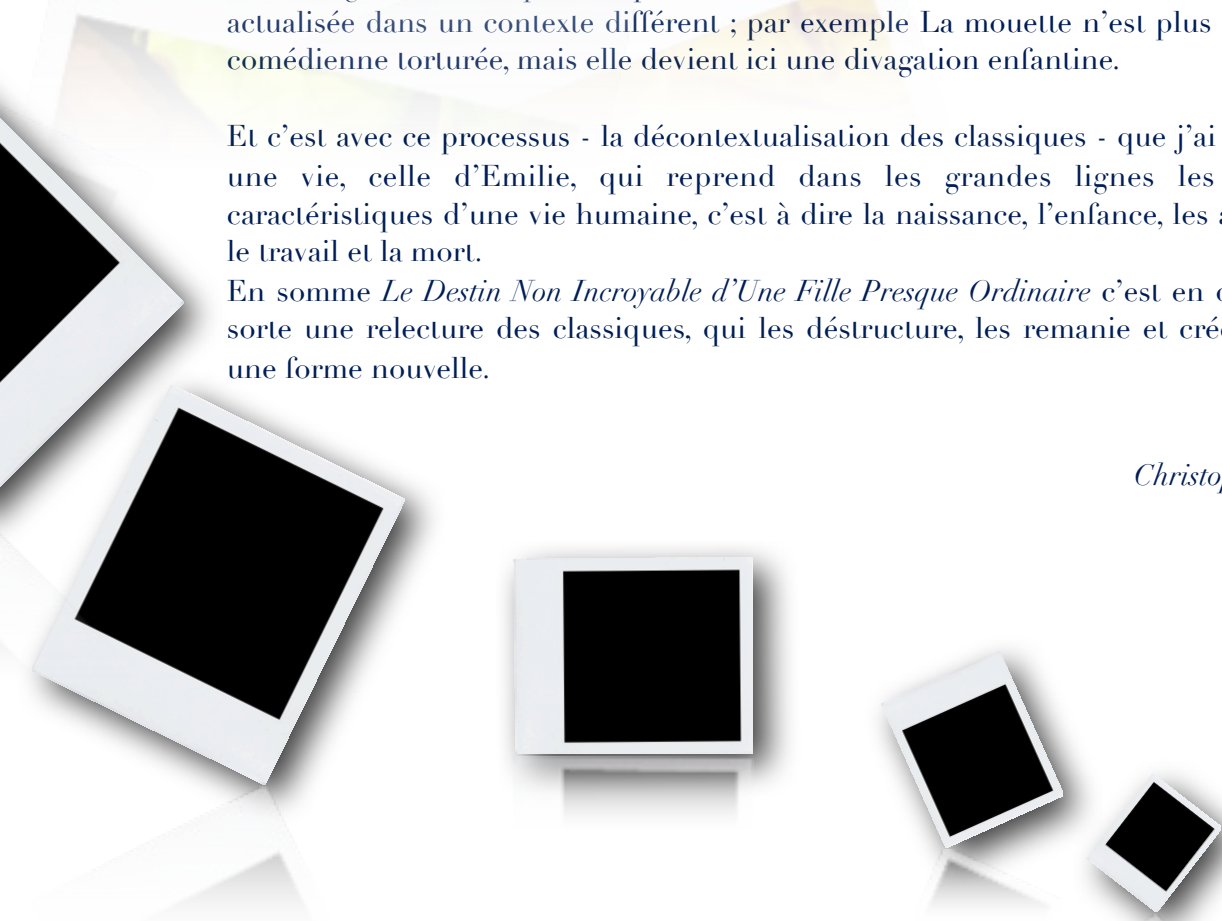 actualisée dans un contexte différent ; par exemple La mouette n’est plus
comédienne torturée, mais elle devient ici une divagation enfantine.
Et c’est avec ce processus - la décontextualisation des classiques - que j’ai
une vie, celle d’Emilie, qui reprend dans les grandes lignes les
caractéristiques d’une vie humaine, c’est à dire la naissance, l’enfance, les
le travail et la mort.
En somme Le Destin Non Incroyable d’Une Fille Presque Ordinaire c’est en
sorte une relecture des classiques, qui les déstructure, les remanie et
une forme nouvelle.